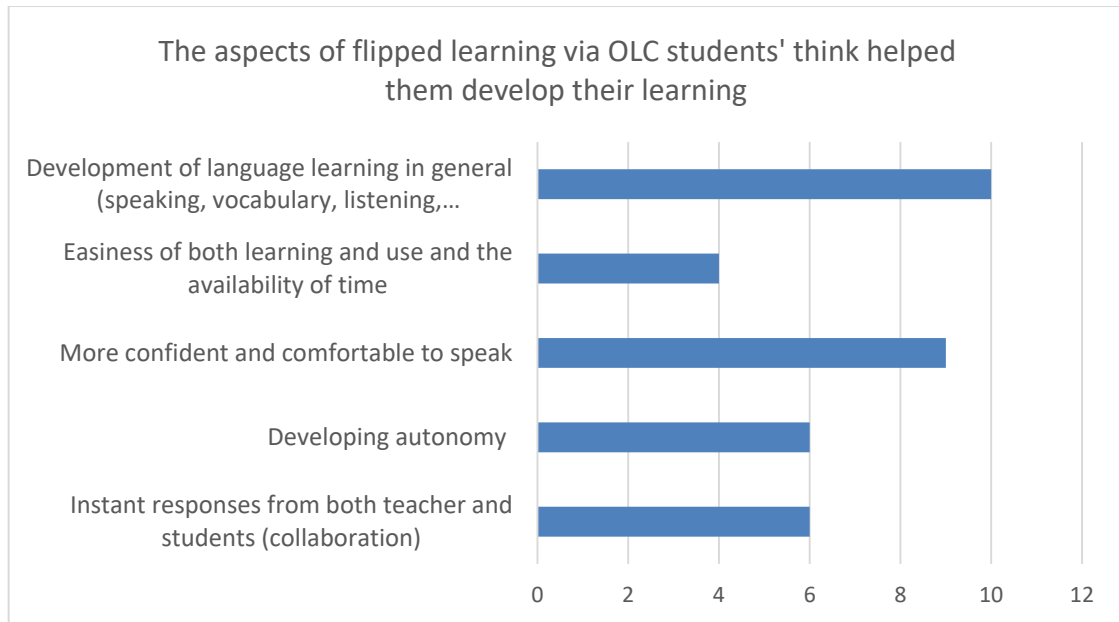 The aspects of flipped learning via OLC students' think helped
them develop their learning
Development of language learning in general
(speaking, vocabulary, listening,…
Easiness of both learning and use and the
availability of time
More confident and comfortable to speak
Developing autonomy
Instant responses from both teacher and
students (collaboration)
0 2 4 6 8 10 12